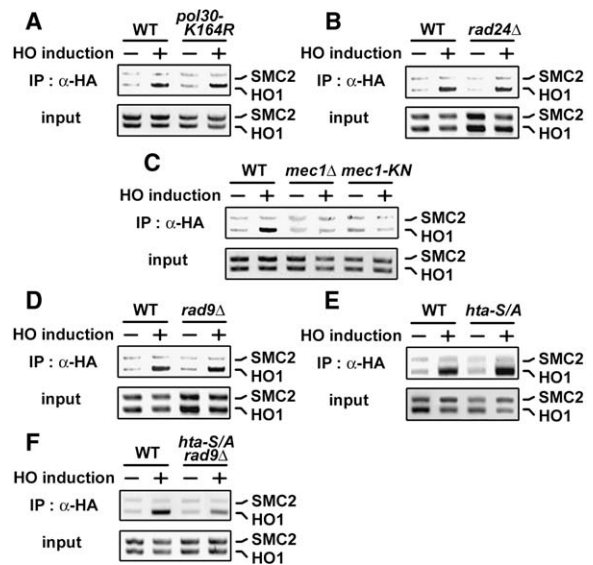 A
WT pol30-K164R
HO induction − + − +
IP : α-HA SMC2
HO1
input SMC2
HO1
B
WT rad24Δ
HO induction − + − +
IP : α-HA SMC2
HO1
input SMC2
HO1
C
WT mec1Δ mec1-KN
HO induction − + − + − +
IP : α-HA SMC2
HO1
input SMC2
HO1
D
WT rad9Δ
HO induction − + − +
IP : α-HA SMC2
HO1
input SMC2
HO1
E
WT hta-S/A
HO induction − + − +
IP : α-HA SMC2
HO1
input SMC2
HO1
F
WT hta-S/A rad9Δ
HO induction − + − +
IP : α-HA SMC2
HO1
input SMC2
HO1